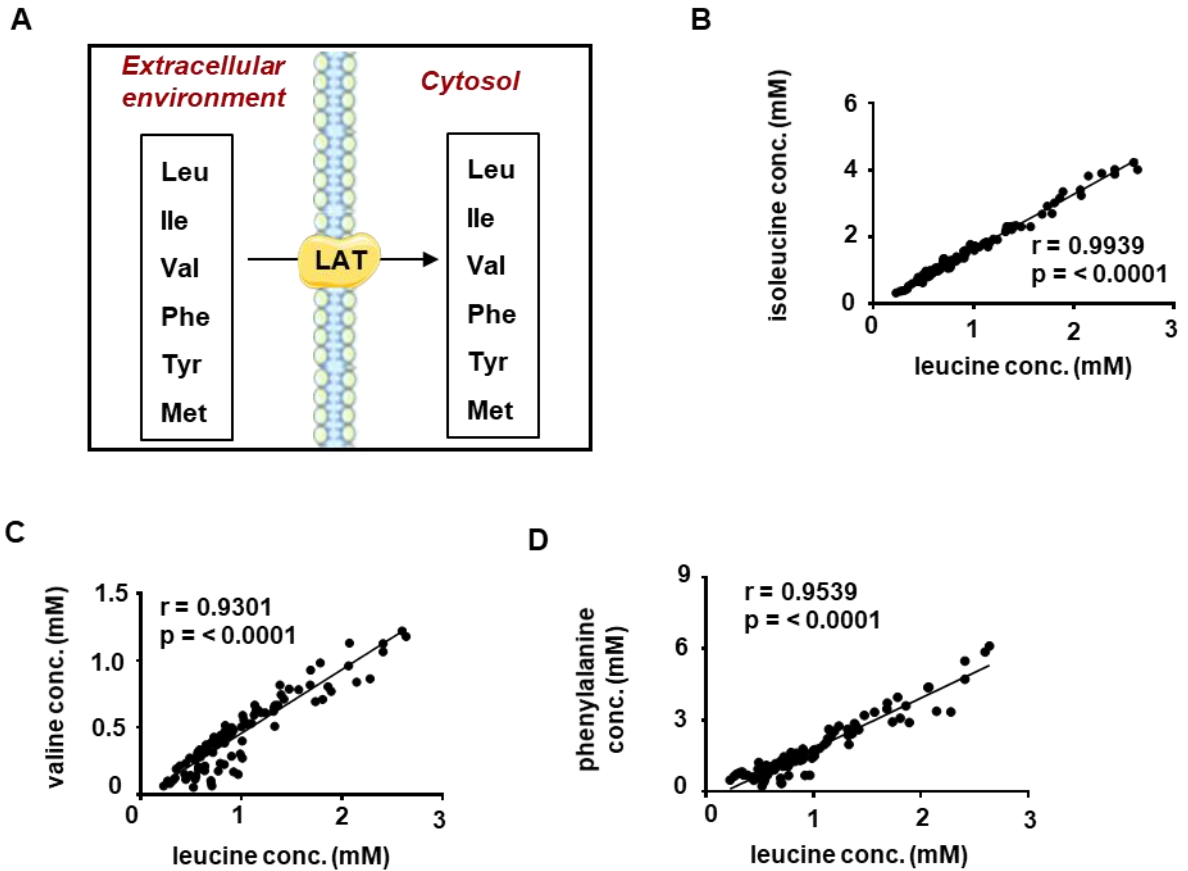 A
Extracellular
environment
Cytosol
Leu
Ile
Val
Phe
Tyr
Met
LAT
Leu
Ile
Val
Phe
Tyr
Met
B
isoleucine conc. (mM)
6
4
2
0
r = 0.9939
p = < 0.0001
0 1 2 3
leucine conc. (mM)
C
valine conc. (mM)
1.5
1.0
0.5
0
r = 0.9301
p = < 0.0001
0 1 2 3
leucine conc. (mM)
D
phenylalanine
conc. (mM)
9
6
3
0
r = 0.9539
p = < 0.0001
0 1 2 3
leucine conc. (mM)